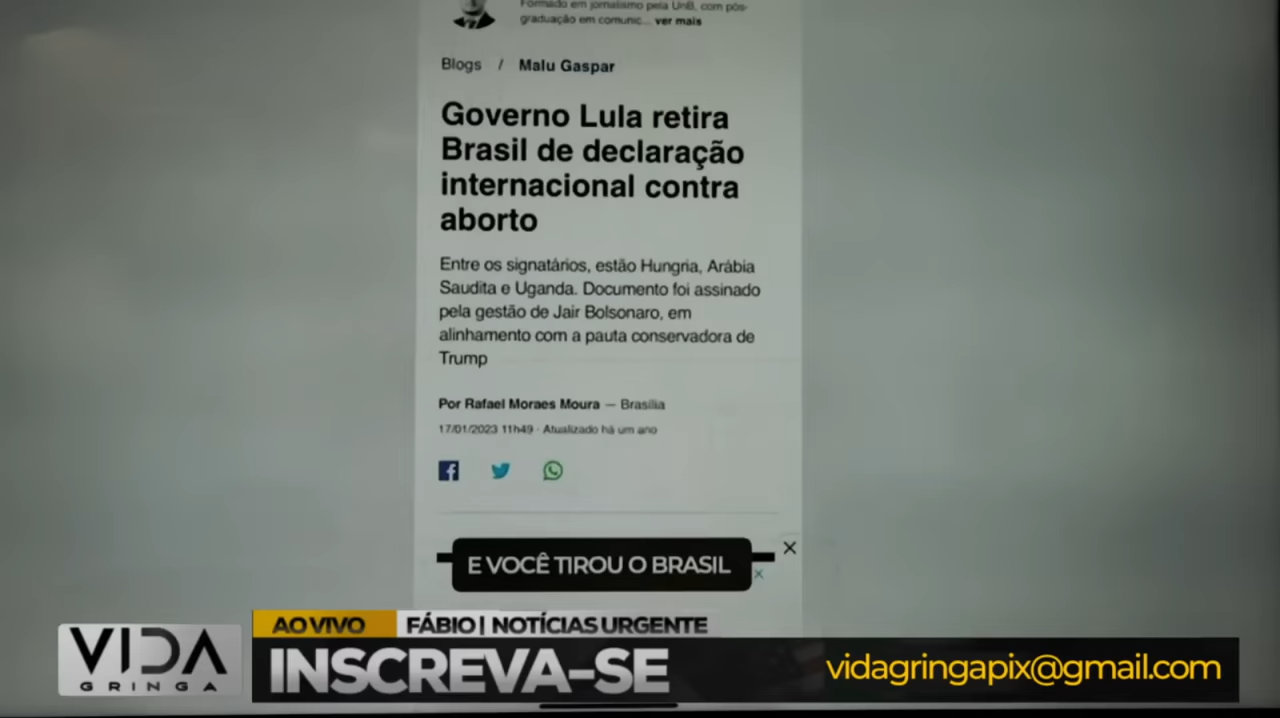 Formado em jornalismo pela UnB, com pós-
graduação em comunic... ver mais
Blogs / Malu Gaspar
Governo Lula retira
Brasil de declaração
internacional contra
aborto
Entre os signatários, estão Hungria, Arábia
Saudita e Uganda. Documento foi assinado
pela gestão de Jair Bolsonaro, em
alinhamento com a pauta conservadora de
Trump
Por Rafael Moraes Moura — Brasília
17/01/2023 11h49 · Atualizado há um ano
E VOCÊ TIROU O BRASIL
AO VIVO FÁBIO | NOTÍCIAS URGENTE
VIDA
GRINGA
INSCREVA-SE
vidagringapix@gmail.com